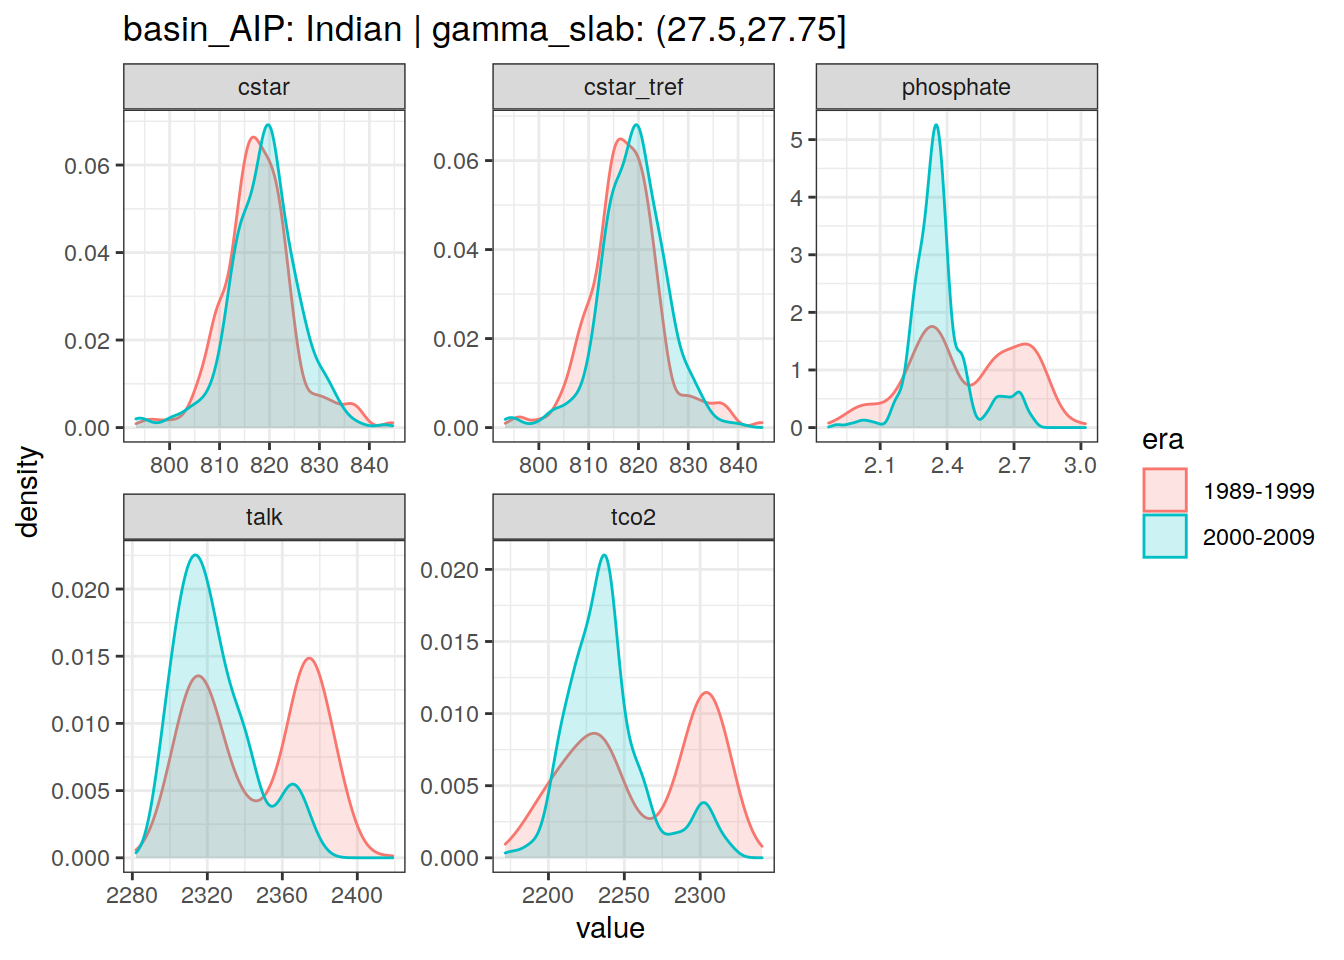 basin_AIP: Indian | gamma_slab: (27.5,27.75]
cstar
cstar_tref
phosphate
0.06
0.04
0.02
0.00
800 810 820 830 840
0.06
0.04
0.02
0.00
800 810 820 830 840
5
4
3
2
1
0
2.1 2.4 2.7 3.0
density
talk
tco2
0.020
0.015
0.010
0.005
0.000
2280 2320 2360 2400
0.020
0.015
0.010
0.005
0.000
2200 2250 2300
value
era
1989-1999
2000-2009